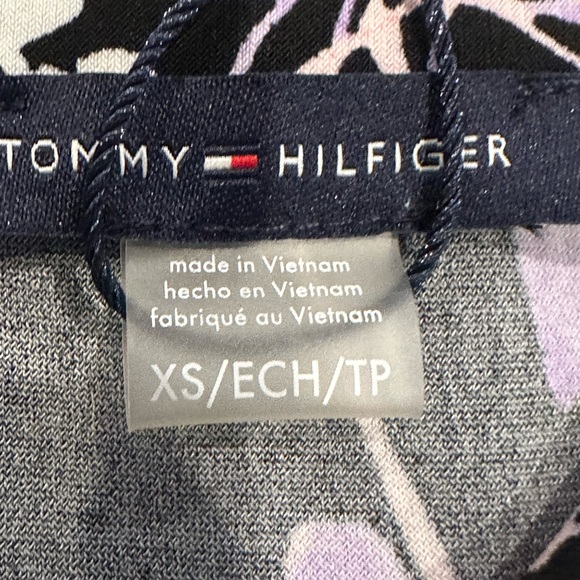 TOMMY HILFIGER
made in Vietnam
hecho en Vietnam
fabriqué au Vietnam
XS/ECH/TP